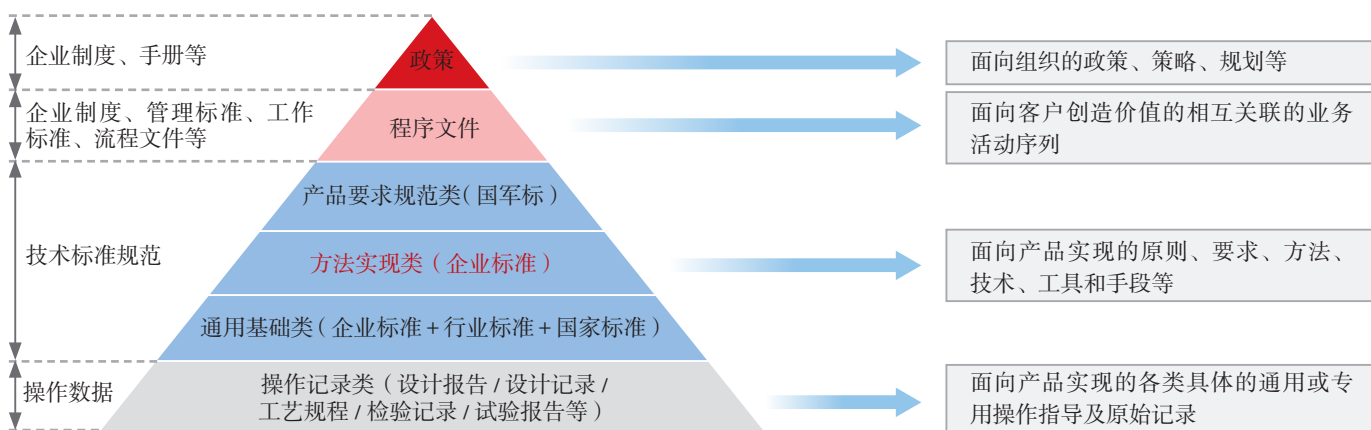 企业制度、手册等
政策
面向组织的政策、策略、规划等
企业制度、管理标准、工作
标准、流程文件等
程序文件
面向客户创造价值的相互关联的业务
活动序列
技术标准规范
产品要求规范类(国军标)
方法实现类(企业标准)
通用基础类(企业标准+行业标准+国家标准)
面向产品实现的原则、要求、方法、
技术、工具和手段等
操作数据
操作记录类(设计报告/设计记录/
工艺规程/检验记录/试验报告等)
面向产品实现的各类具体的通用或专
用操作指导及原始记录